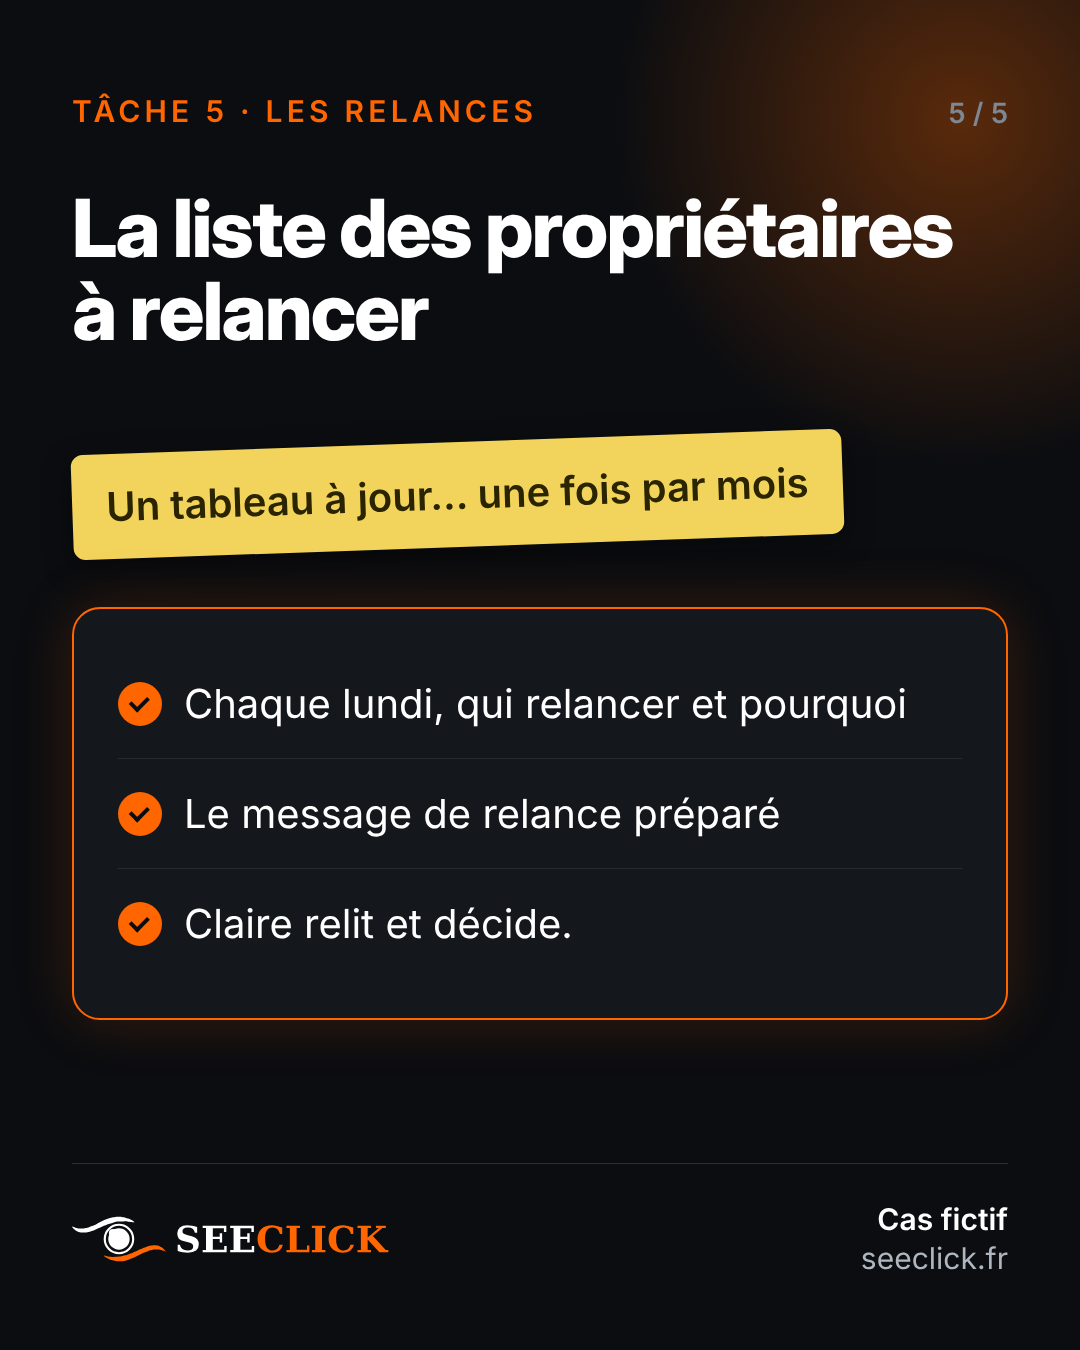 TÂCHE 5 · LES RELANCES
5 / 5
La liste des propriétaires
à relancer
Un tableau à jour... une fois par mois
Chaque lundi, qui relancer et pourquoi
Le message de relance préparé
Claire relit et décide.
SEECLICK
Cas fictif
seeclick.fr